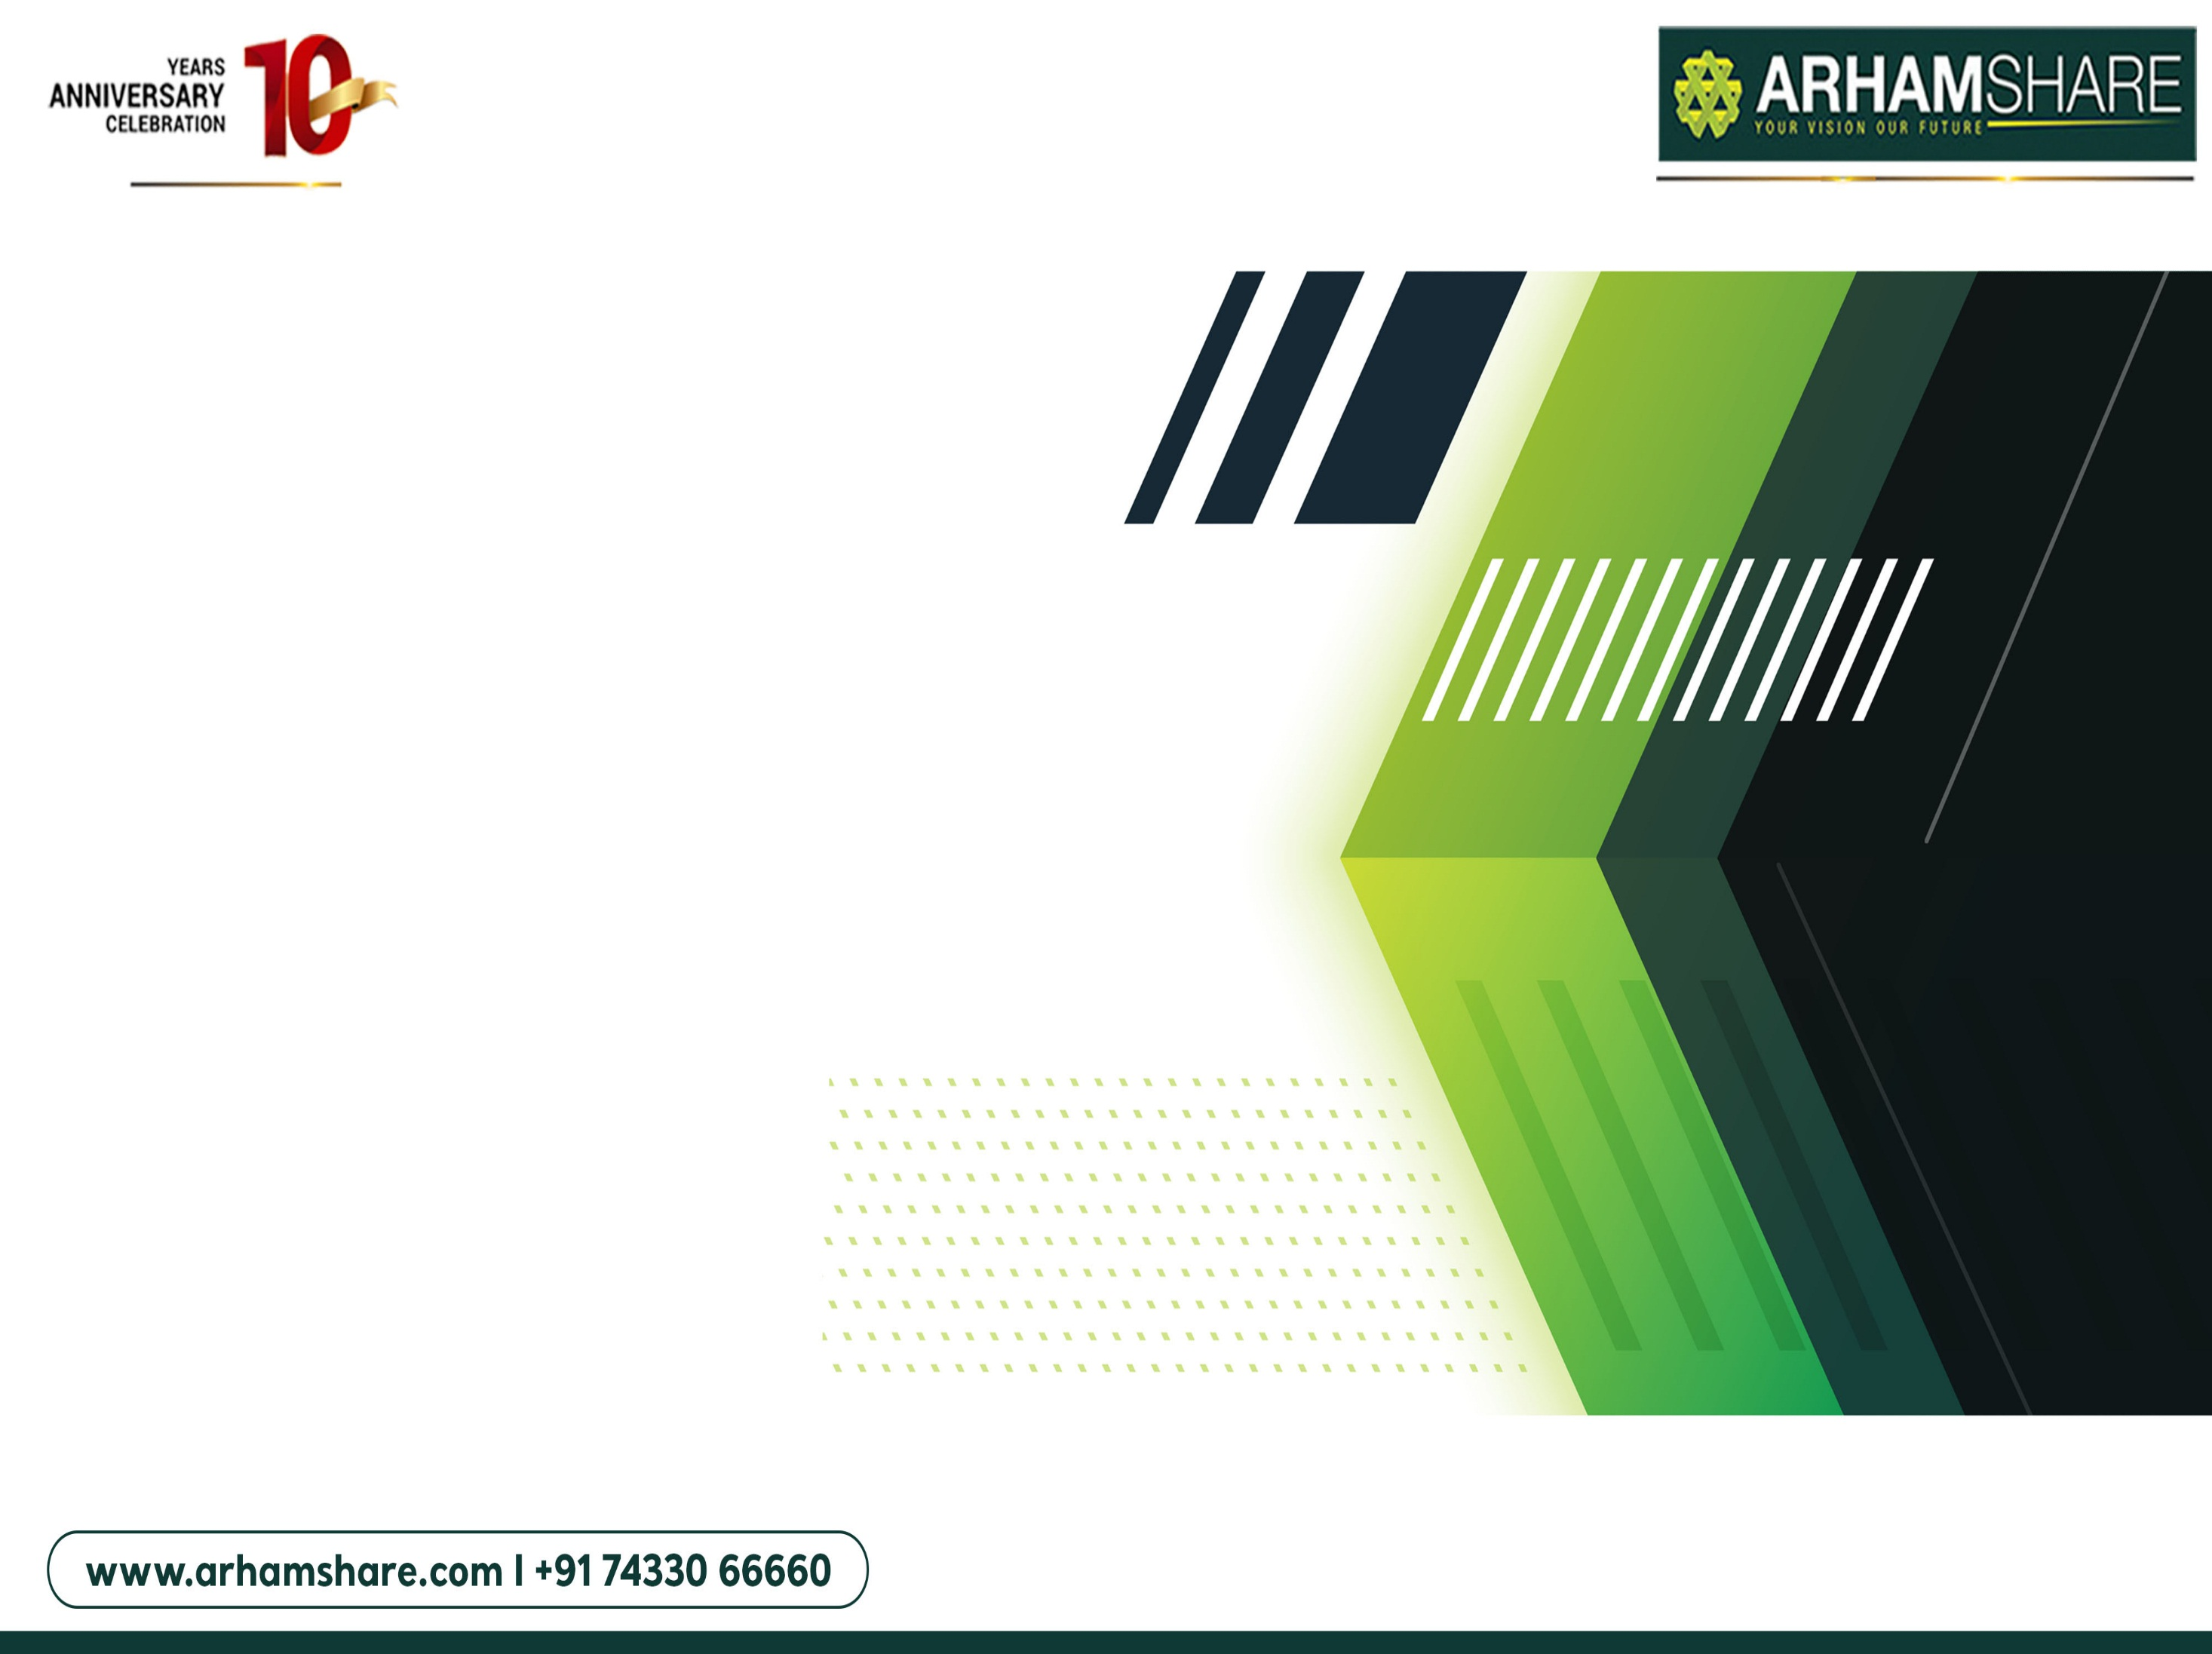 YEARS
ANNIVERSARY
CELEBRATION
10
ARHAMSHARE
YOUR VISION OUR FUTURE
www.arhamshare.com | +91 74330 66660